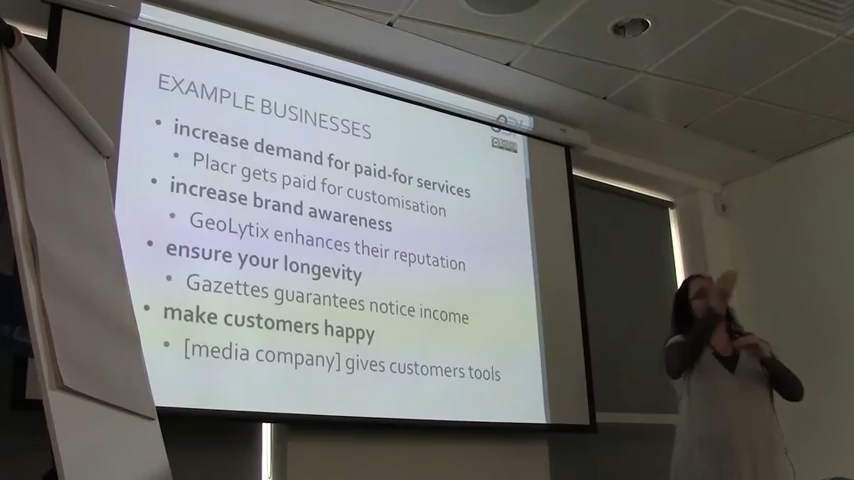 EXAMPLE BUSINESSES
• increase demand for paid-for services
• Placr gets paid for customisation
• increase brand awareness
• GeoLytix enhances their reputation
• ensure your longevity
• Gazettes guarantees notice income
• make customers happy
• [media company] gives customers tools